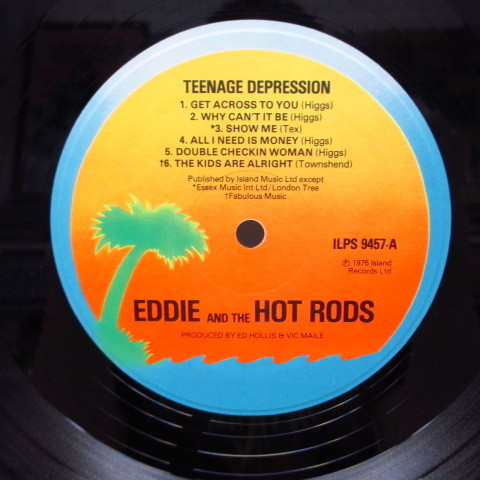 TEENAGE DEPRESSION
1. GET ACROSS TO YOU (Higgs)
2. WHY CAN'T IT BE (Higgs)
*3. SHOW ME (Tex)
4. ALL I NEED IS MONEY (Higgs)
5. DOUBLE CHECKIN WOMAN (Higgs)
†6. THE KIDS ARE ALRIGHT (Townshend)
Published by Island Music Ltd except
*Essex Music Int Ltd/London Tree
†Fabulous Music
ILPS 9457-A
℗ 1976 Island
Records Ltd
EDDIE AND THE HOT RODS
PRODUCED BY ED HOLLIS & VIC MAILE